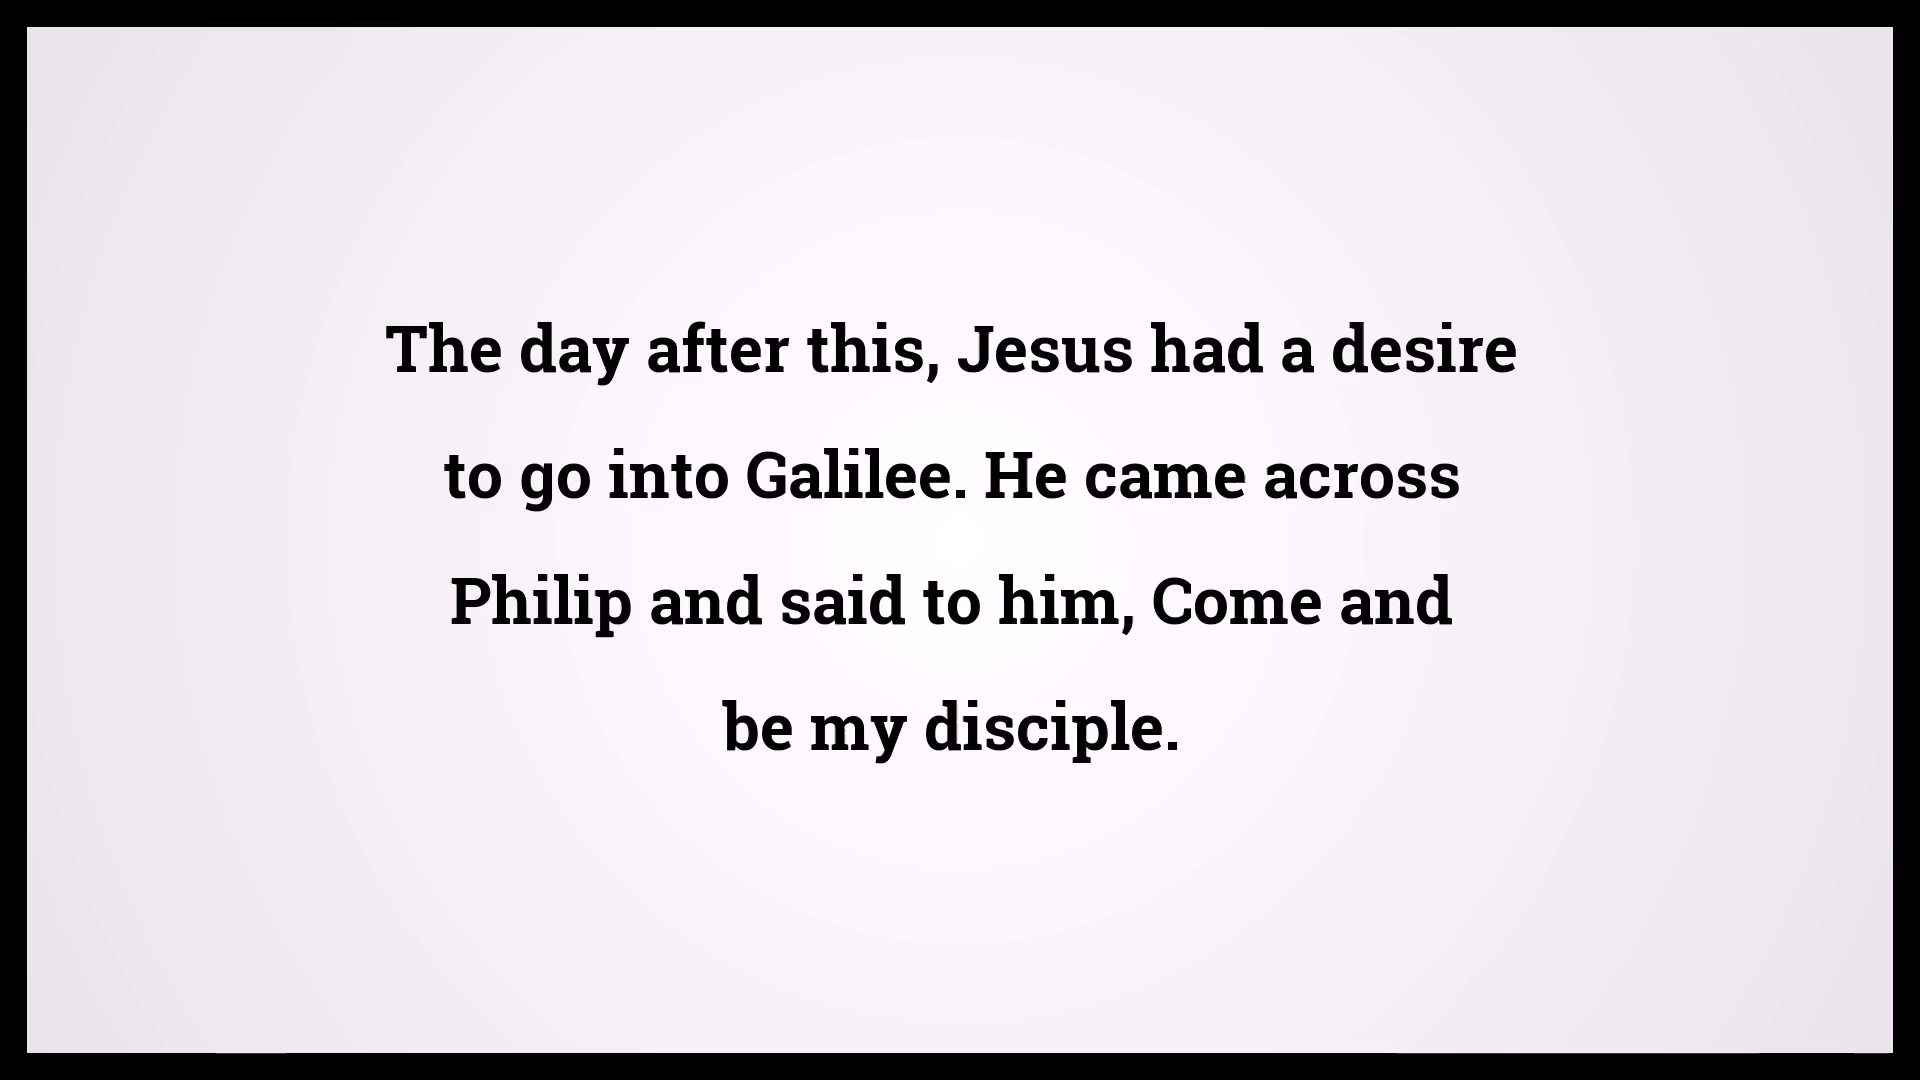 The day after this, Jesus had a desire
to go into Galilee. He came across
Philip and said to him, Come and
be my disciple.